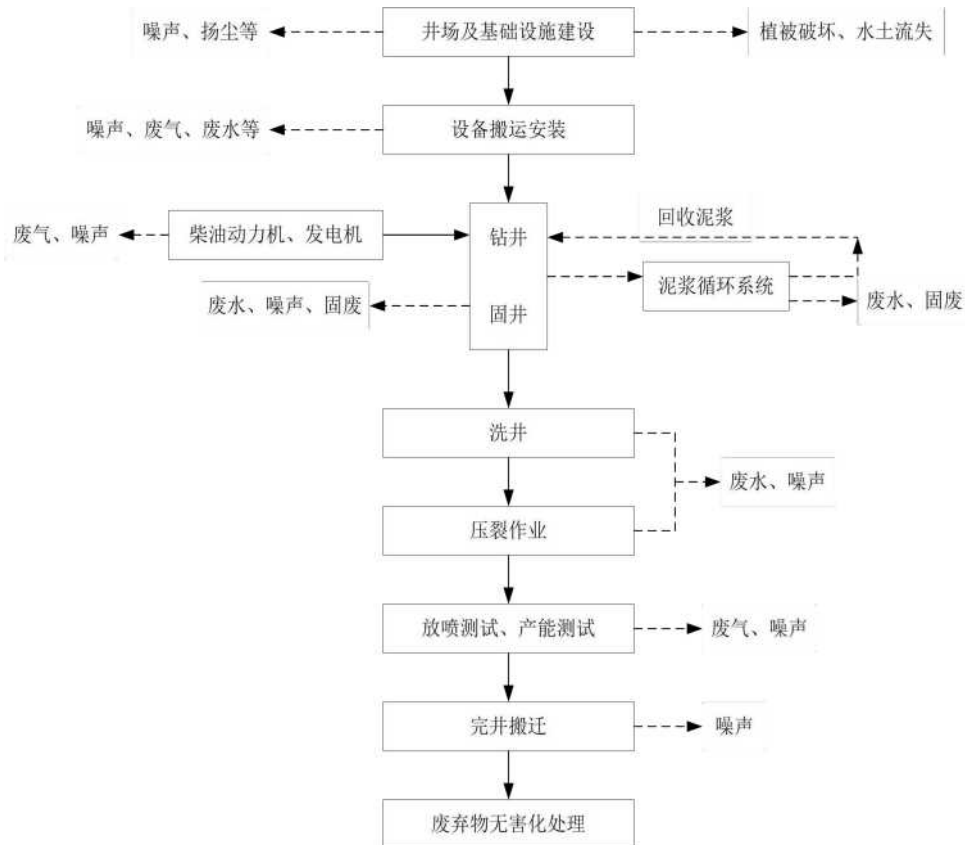 噪声、扬尘等
井场及基础设施建设
植被破坏、水土流失
噪声、废气、废水等
设备搬运安装
回收泥浆
废气、噪声
柴油动力机、发电机
钻井
泥浆循环系统
废水、噪声、固废
固井
废水、固废
洗井
废水、噪声
压裂作业
放喷测试、产能测试
废气、噪声
完井搬迁
噪声
废弃物无害化处理